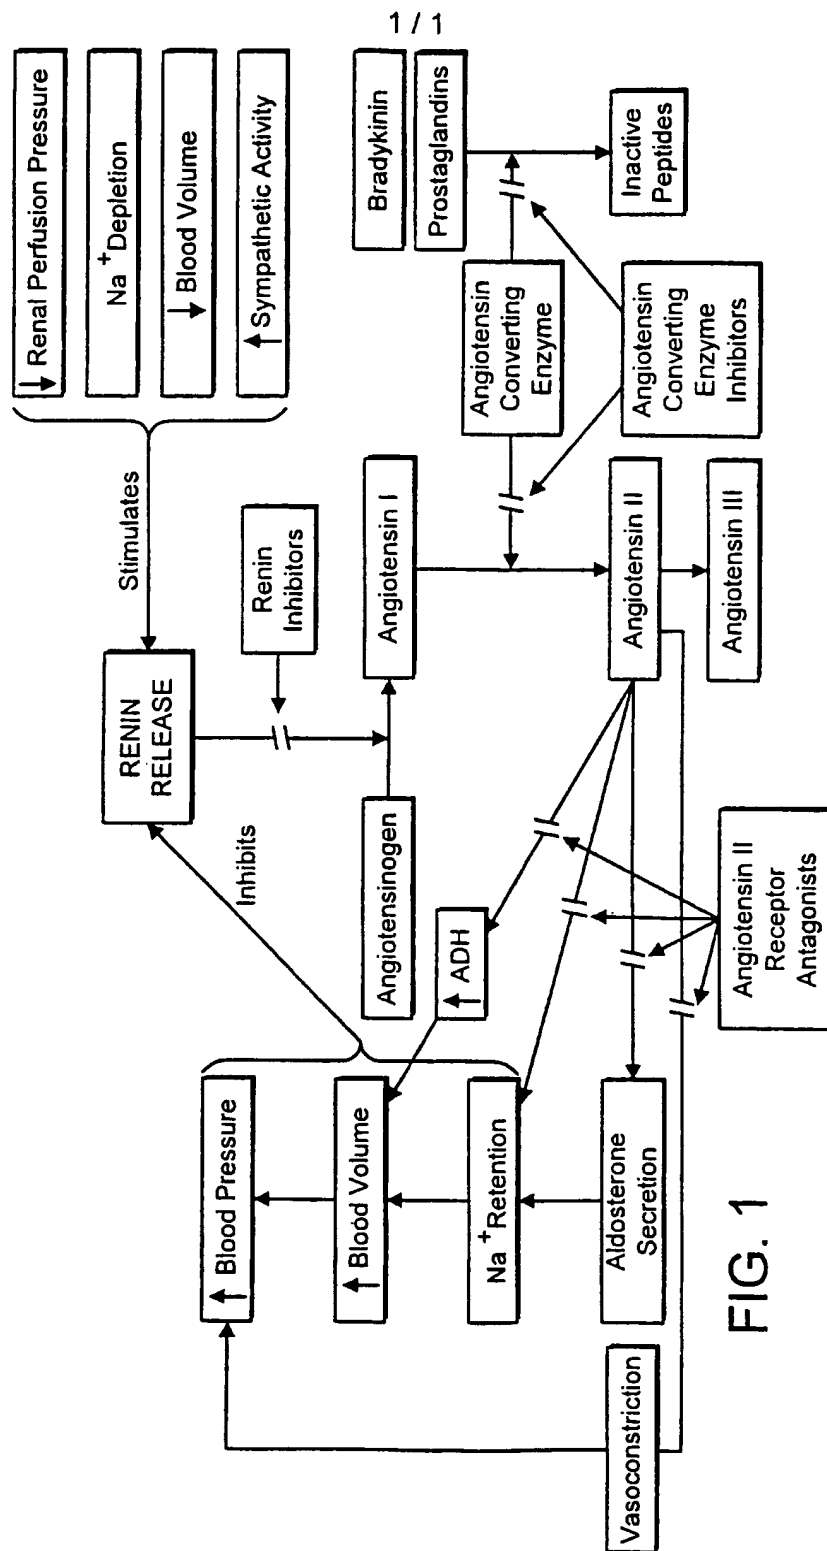 1 / 1
↓ Renal Perfusion Pressure
Na+ Depletion
↓ Blood Volume
↑ Sympathetic Activity
Stimulates
RENIN
RELEASE
Inhibits
Renin
Inhibitors
Angiotensinogen
Angiotensin I
Bradykinin
Prostaglandins
Angiotensin
Converting
Enzyme
Inactive
Peptides
Angiotensin
Converting
Enzyme
Inhibitors
Angiotensin II
Angiotensin III
↑ ADH
↑ Blood Pressure
↑ Blood Volume
Na+ Retention
Aldosterone
Secretion
Vasoconstriction
Angiotensin II
Receptor
Antagonists
FIG. 1